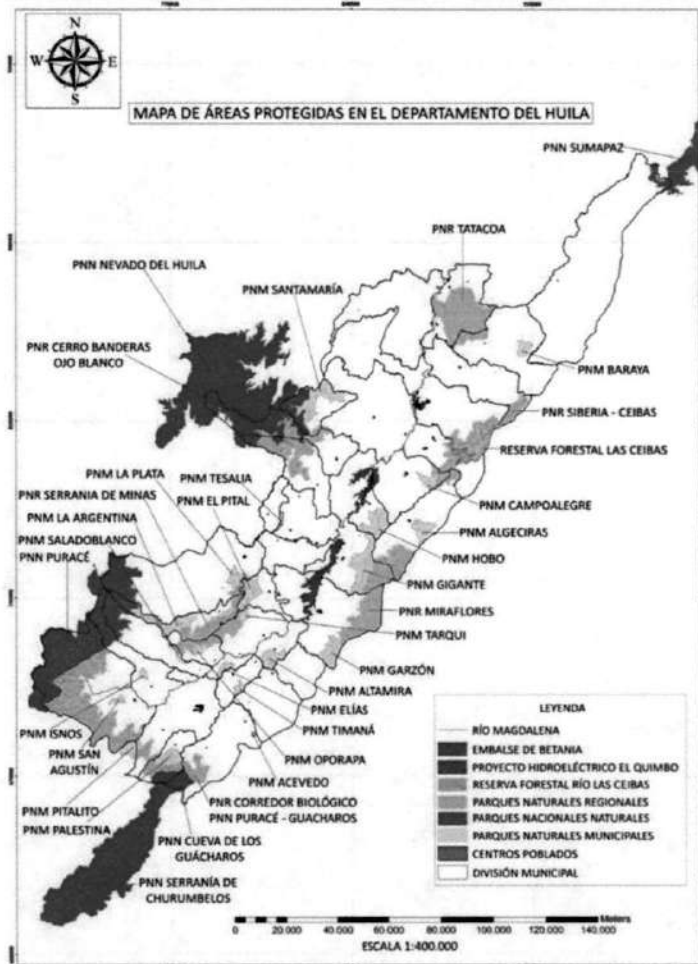 N
W E
S
MAPA DE ÁREAS PROTEGIDAS EN EL DEPARTAMENTO DEL HUILA
PNN SUMAPAZ
PNR TATACOA
PNN NEVADO DEL HUILA
PNM SANTAMARÍA
PNR CERRO BANDERAS
OJO BLANCO
PNM BARAYA
PNR SIBERIA - CEIBAS
RESERVA FORESTAL LAS CEIBAS
PNM LA PLATA
PNM TESALIA
PNR SERRANIA DE MINAS
PNM EL PITAL
PNM CAMPOALEGRE
PNM LA ARGENTINA
PNM ALGECIRAS
PNM SALADOBLANCO
PNM HOBO
PNN PURACÉ
PNM GIGANTE
PNR MIRAFLORES
PNM TARQUI
PNM GARZÓN
PNM ALTAMIRA
PNM ELÍAS
PNM ISNOS
PNM TIMANÁ
PNM SAN
AGUSTÍN
PNM OPORAPA
PNM ACEVEDO
PNM PITALITO
PNR CORREDOR BIOLÓGICO
PNM PALESTINA
PNN PURACÉ - GUACHAROS
PNN CUEVA DE LOS
GUÁCHAROS
PNN SERRANÍA DE
CHURUMBELOS
LEYENDA
RÍO MAGDALENA
EMBALSE DE BETANIA
PROYECTO HIDROELÉCTRICO EL QUIMBO
RESERVA FORESTAL RÍO LAS CEIBAS
PARQUES NATURALES REGIONALES
PARQUES NACIONALES NATURALES
PARQUES NATURALES MUNICIPALES
CENTROS POBLADOS
DIVISIÓN MUNICIPAL
Meters
0 20.000 40.000 60.000 80.000 100.000 120.000 140.000
ESCALA 1:400.000